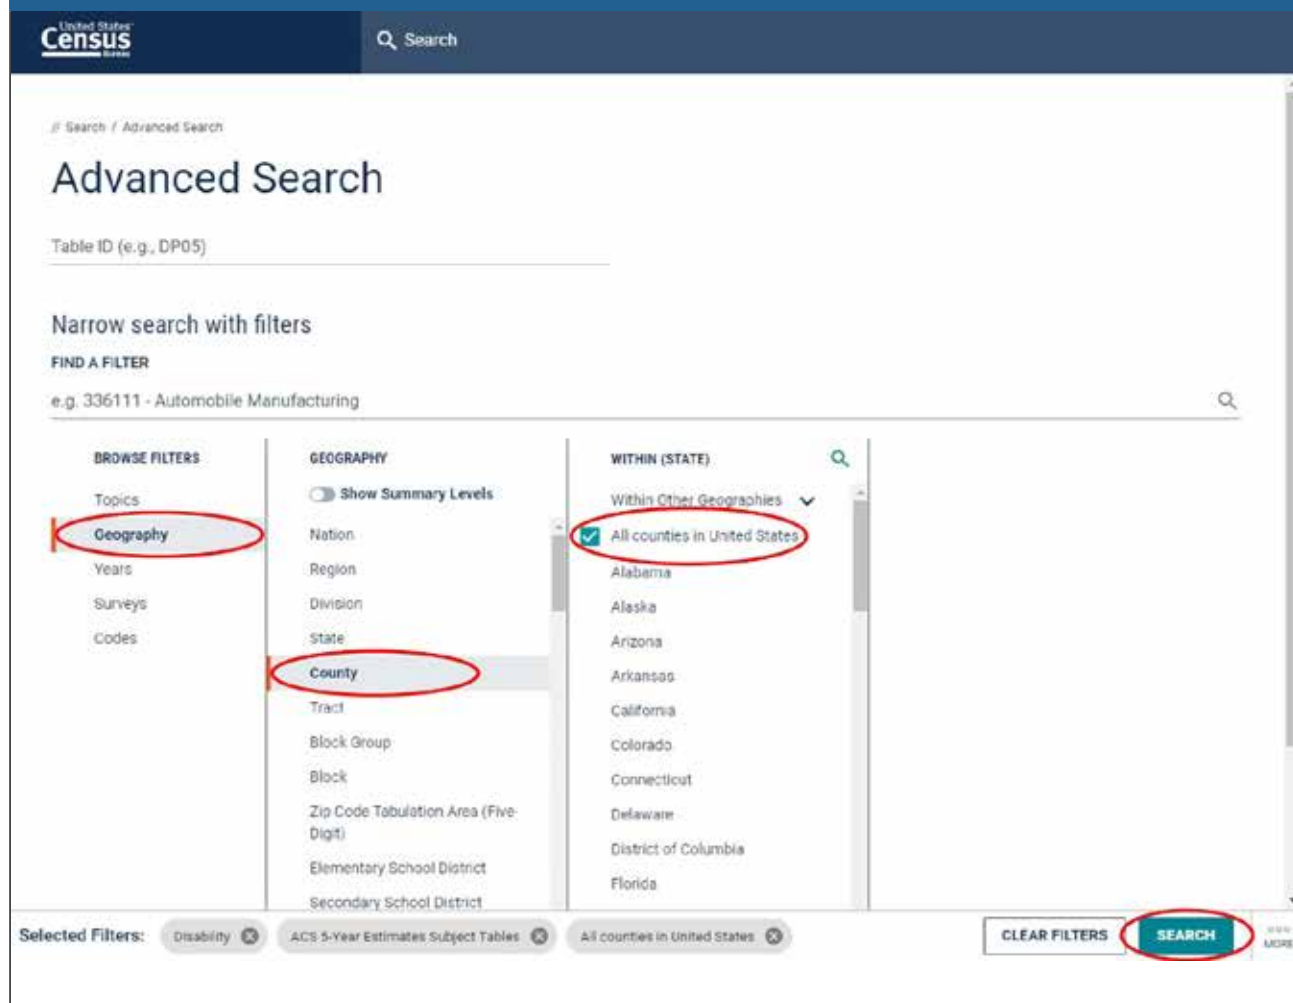 United States
Census
Bureau
Search
// Search / Advanced Search
Advanced Search
Table ID (e.g., DP05)
Narrow search with filters
FIND A FILTER
e.g. 336111 - Automobile Manufacturing
BROWSE FILTERS
Topics
Geography
Years
Surveys
Codes
GEOGRAPHY
Show Summary Levels
Nation
Region
Division
State
County
Tract
Block Group
Block
Zip Code Tabulation Area (Five-
Digit)
Elementary School District
Secondary School District
WITHIN (STATE)
Within Other Geographies
All counties in United States
Alabama
Alaska
Arizona
Arkansas
California
Colorado
Connecticut
Delaware
District of Columbia
Florida
Selected Filters:
Disability
ACS 5-Year Estimates Subject Tables
All counties in United States
CLEAR FILTERS
SEARCH
MORE